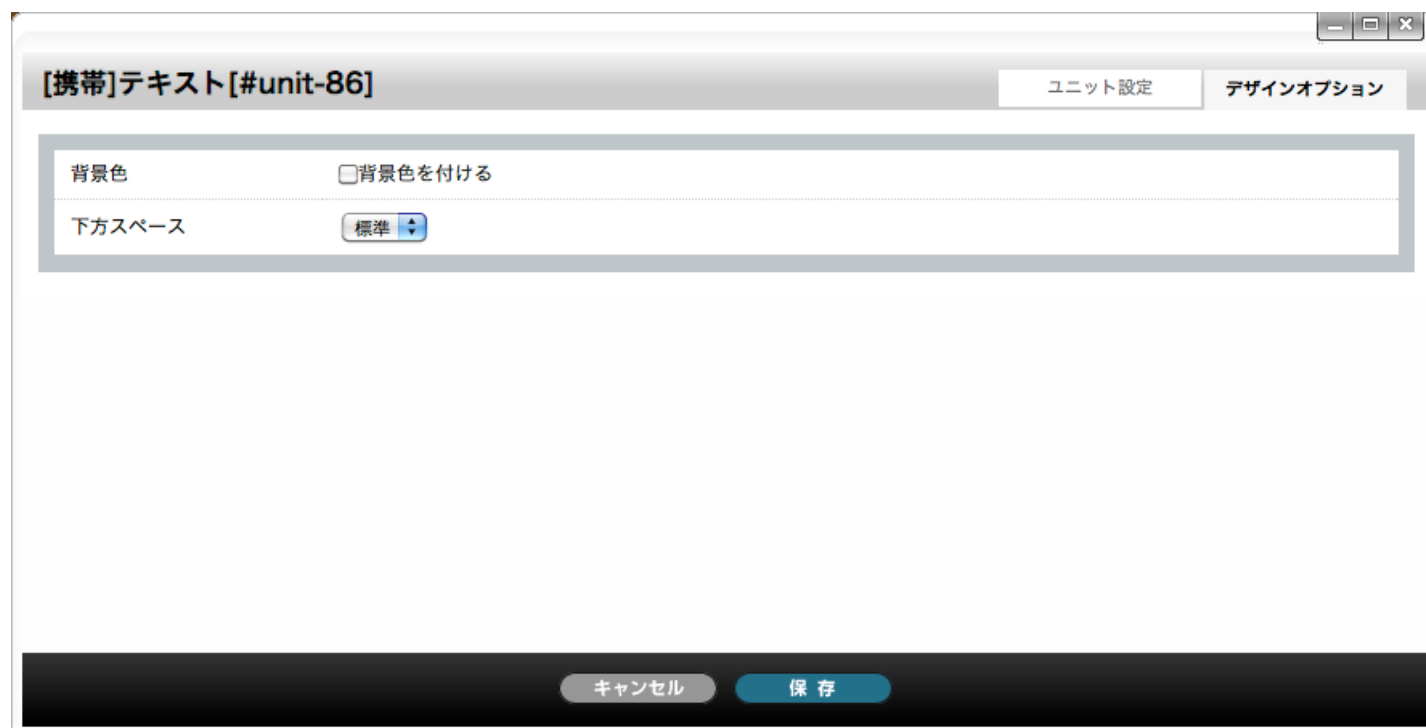 [携帯]テキスト[#unit-86]
ユニット設定
デザインオプション
背景色
背景色を付ける
下方スペース
標準
キャンセル
保存